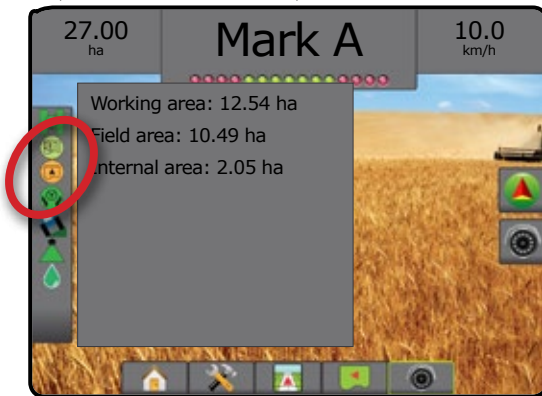 27.00
ha
Mark A
10.0
km/h
Working area: 12.54 ha
Field area: 10.49 ha
Internal area: 2.05 ha